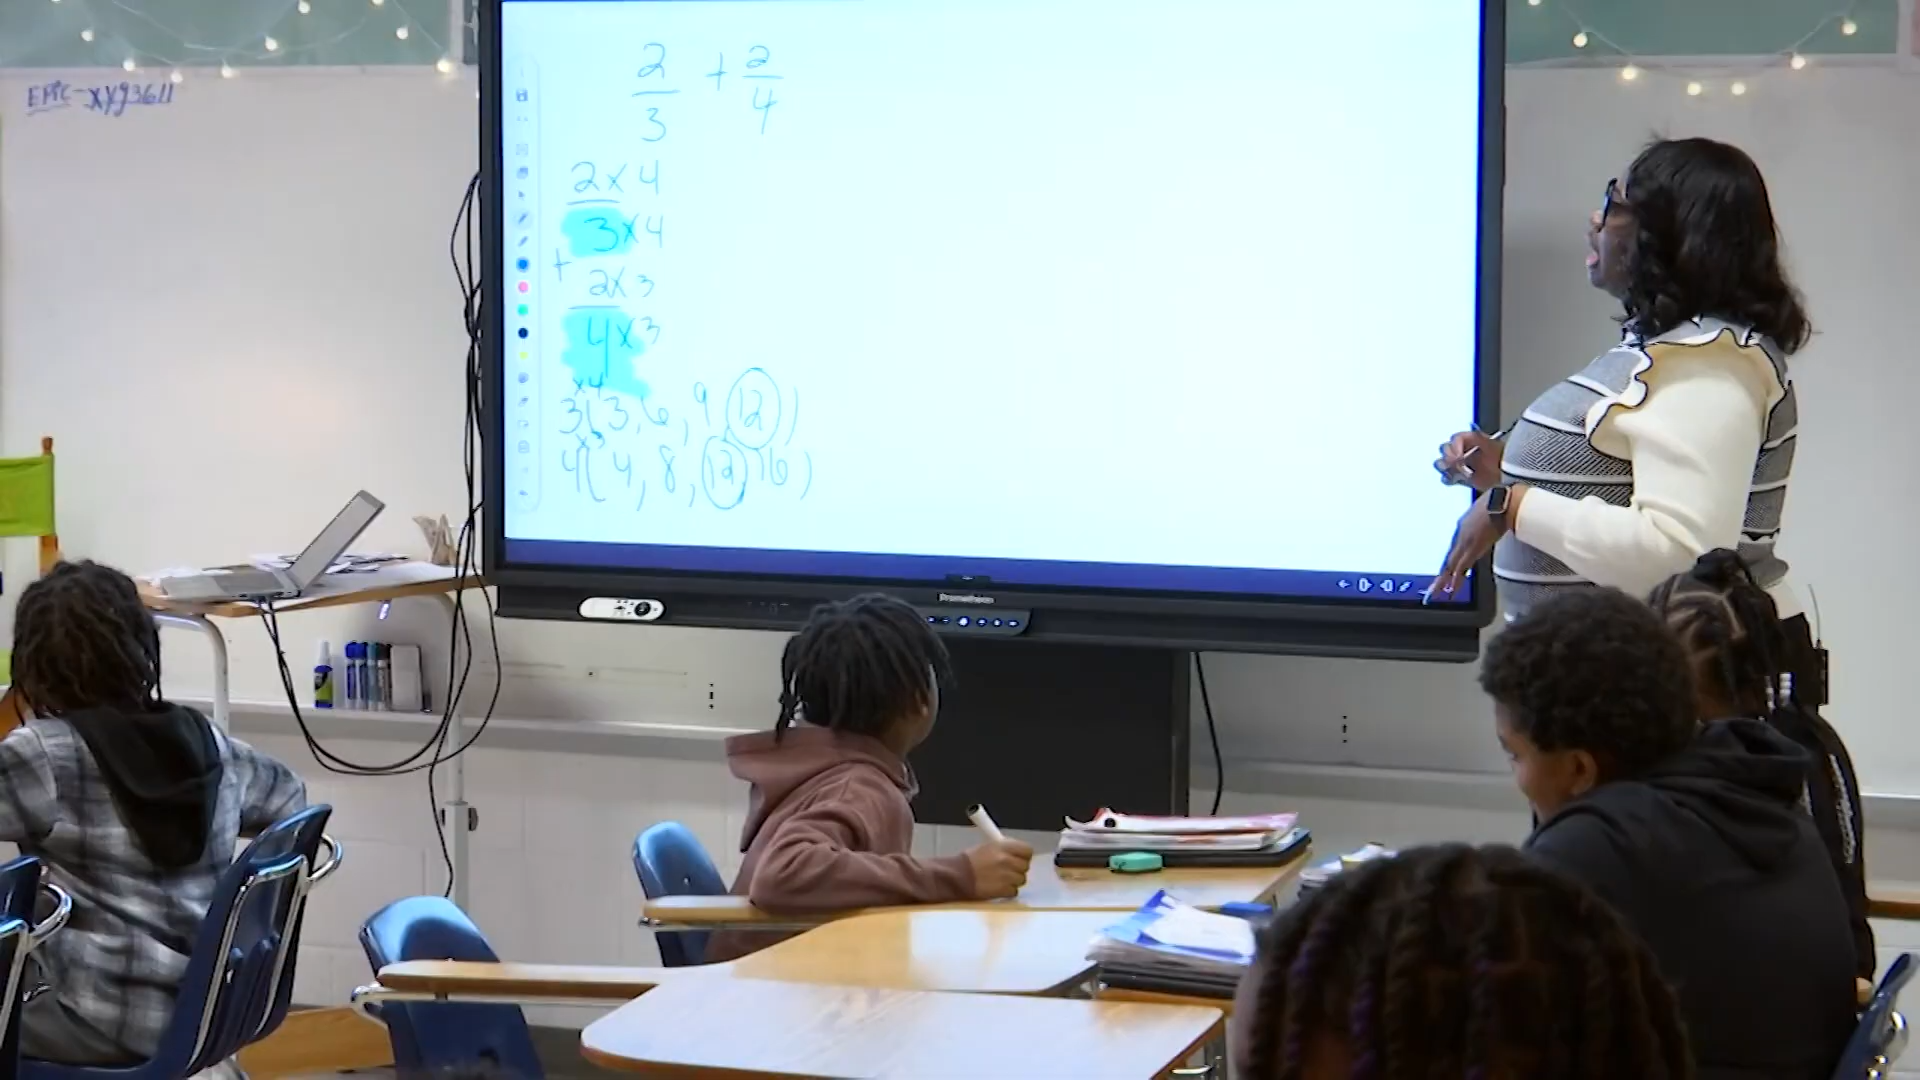 EPIC-xyg3611
2/3 + 2/4
2x4
3x4
+
2x3
4x3
x4
3(3, 6, 9, 12)
x3
4(4, 8, 12, 16)
Promethean